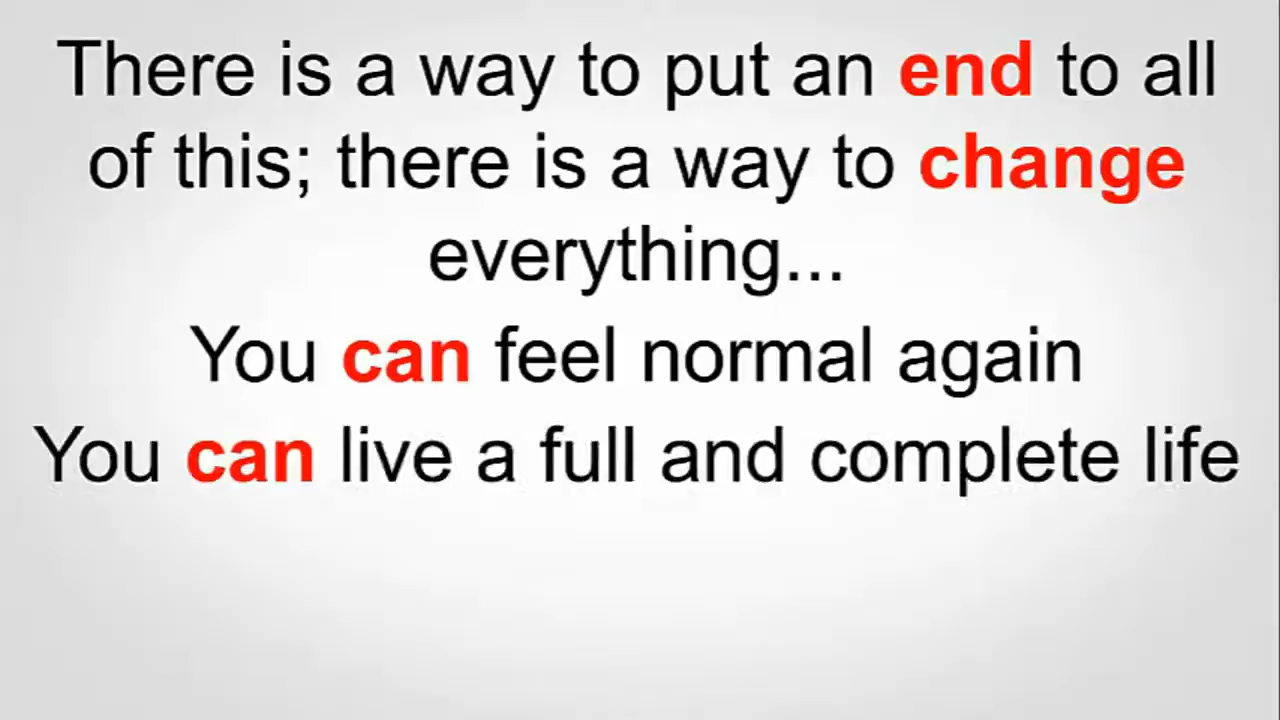 There is a way to put an end to all
of this; there is a way to change
everything...
You can feel normal again
You can live a full and complete life